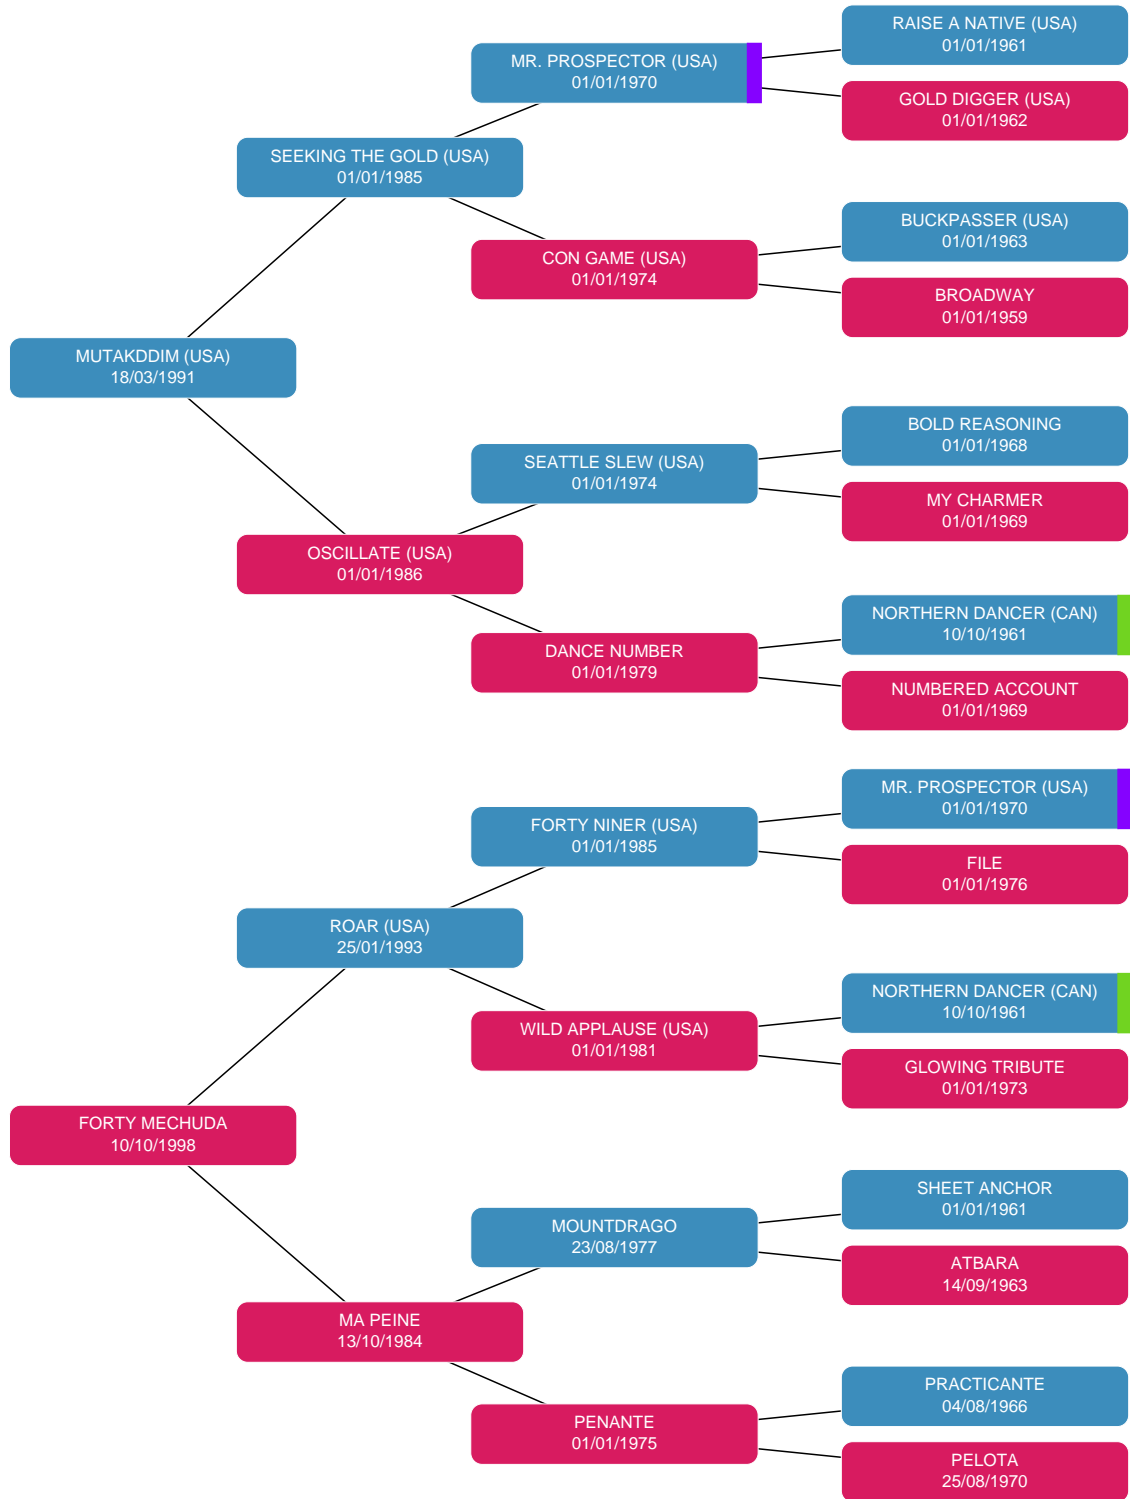 RAISE A NATIVE (USA)
01/01/1961
MR. PROSPECTOR (USA)
01/01/1970
GOLD DIGGER (USA)
01/01/1962
SEEKING THE GOLD (USA)
01/01/1985
BUCKPASSER (USA)
01/01/1963
CON GAME (USA)
01/01/1974
BROADWAY
01/01/1959
MUTAKDDIM (USA)
18/03/1991
BOLD REASONING
01/01/1968
SEATTLE SLEW (USA)
01/01/1974
MY CHARMER
01/01/1969
OSCILLATE (USA)
01/01/1986
NORTHERN DANCER (CAN)
10/10/1961
DANCE NUMBER
01/01/1979
NUMBERED ACCOUNT
01/01/1969
MR. PROSPECTOR (USA)
01/01/1970
FORTY NINER (USA)
01/01/1985
FILE
01/01/1976
ROAR (USA)
25/01/1993
NORTHERN DANCER (CAN)
10/10/1961
WILD APPLAUSE (USA)
01/01/1981
GLOWING TRIBUTE
01/01/1973
FORTY MECHUDA
10/10/1998
SHEET ANCHOR
01/01/1961
MOUNTDRAGO
23/08/1977
ATBARA
14/09/1963
MA PEINE
13/10/1984
PRACTICANTE
04/08/1966
PENANTE
01/01/1975
PELOTA
25/08/1970